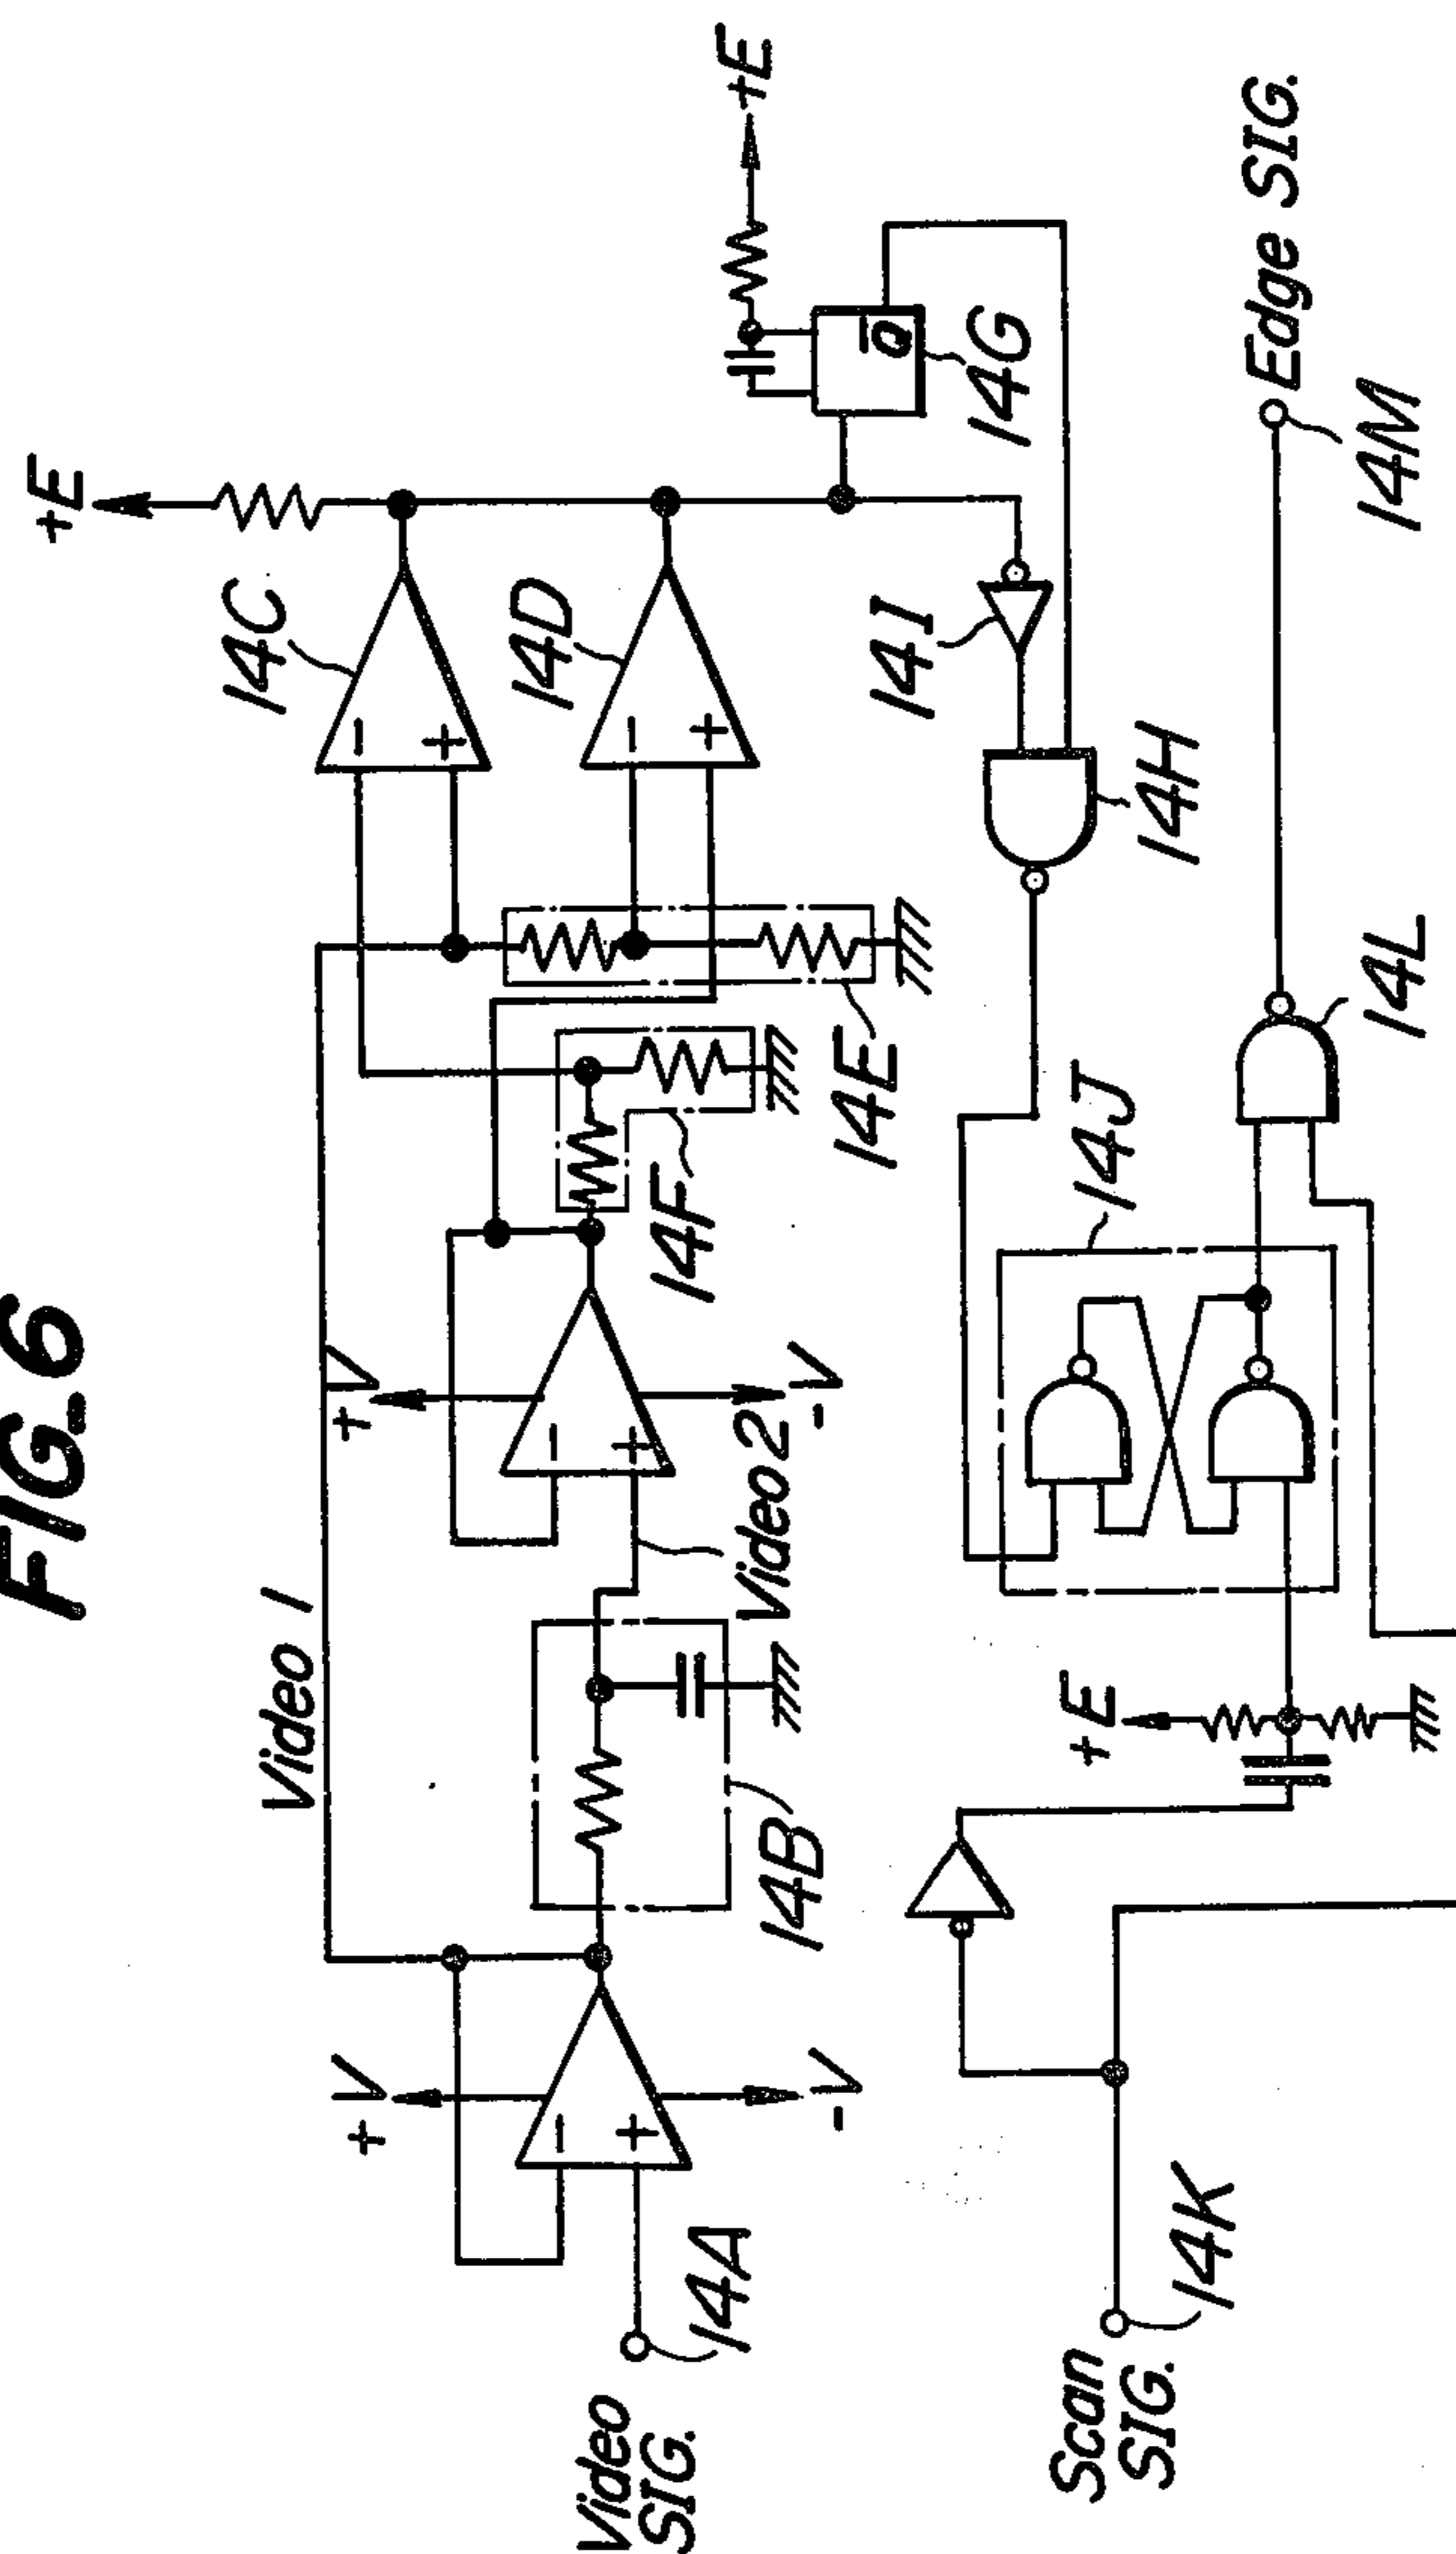 FIG. 6
+E
14C
+E
14D
Video 1
+V
+V
-V
-V
Video 2
14A
14B
14F
14E
14G
Q̅
14I
14H
Video
SIG.
Scan
SIG.
14K
+E
14J
14L
14M
Edge SIG.
-
+
-
+
-
+
-
+